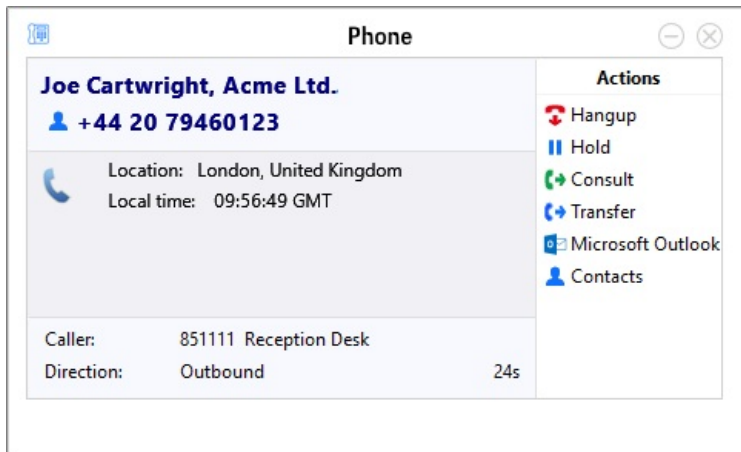 Phone
Joe Cartwright, Acme Ltd.
+44 20 79460123
Location: London, United Kingdom
Local time: 09:56:49 GMT
Caller: 851111 Reception Desk
Direction: Outbound 24s
Actions
Hangup
Hold
Consult
Transfer
Microsoft Outlook
Contacts